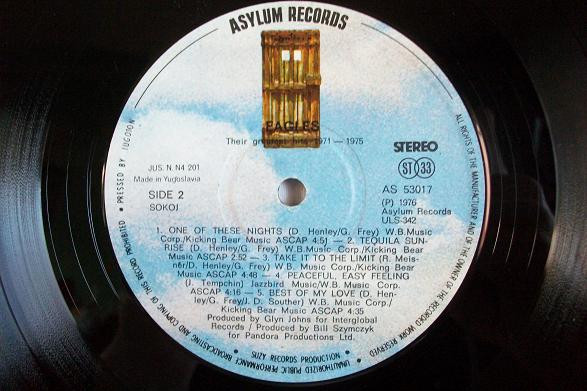 ASYLUM RECORDS
EAGLES
Their greatest hits 1971 — 1975
JUS. N. N4 201
Made in Yugoslavia
SIDE 2
SOKOJ
STEREO
ST 33
AS 53017
(P) 1976
Asylum Records
ULS-342
1. ONE OF THESE NIGHTS (D. Henley/G. Frey) W.B.Music
Corp./Kicking Bear Music ASCAP 4:51 — 2. TEQUILA SUN-
RISE (D. Henley/G. Frey) W.B. Music Corp./Kicking Bear
Music ASCAP 2:52 — 3. TAKE IT TO THE LIMIT (R. Meis-
nér/D. Henley/G. Frey) W.B. Music Corp./Kicking Bear
Music ASCAP 4:48 — 4. PEACEFUL, EASY FEELING
(J. Tempchin) Jazzbird Music/W.B. Music Corp.
ASCAP 4:16 — 5. BEST OF MY LOVE (D. Hen-
ley/G. Frey/J. D. Souther) W.B. Music Corp./
Kicking Bear Music ASCAP 4:35
Produced by Glyn Johns for Interglobal
Records / Produced by Bill Szymczyk
for Pandora Productions Ltd.
• PRESSED BY YUGOTON
ALL RIGHTS OF THE MANUFACTURER AND OF THE OWNER OF THE RECORDED WORK RESERVED
UNAUTHORIZED PUBLIC PERFORMANCE BROADCASTING AND COPYING OF THIS RECORD PROHIBITED
• SUZY RECORDS PRODUCTION •